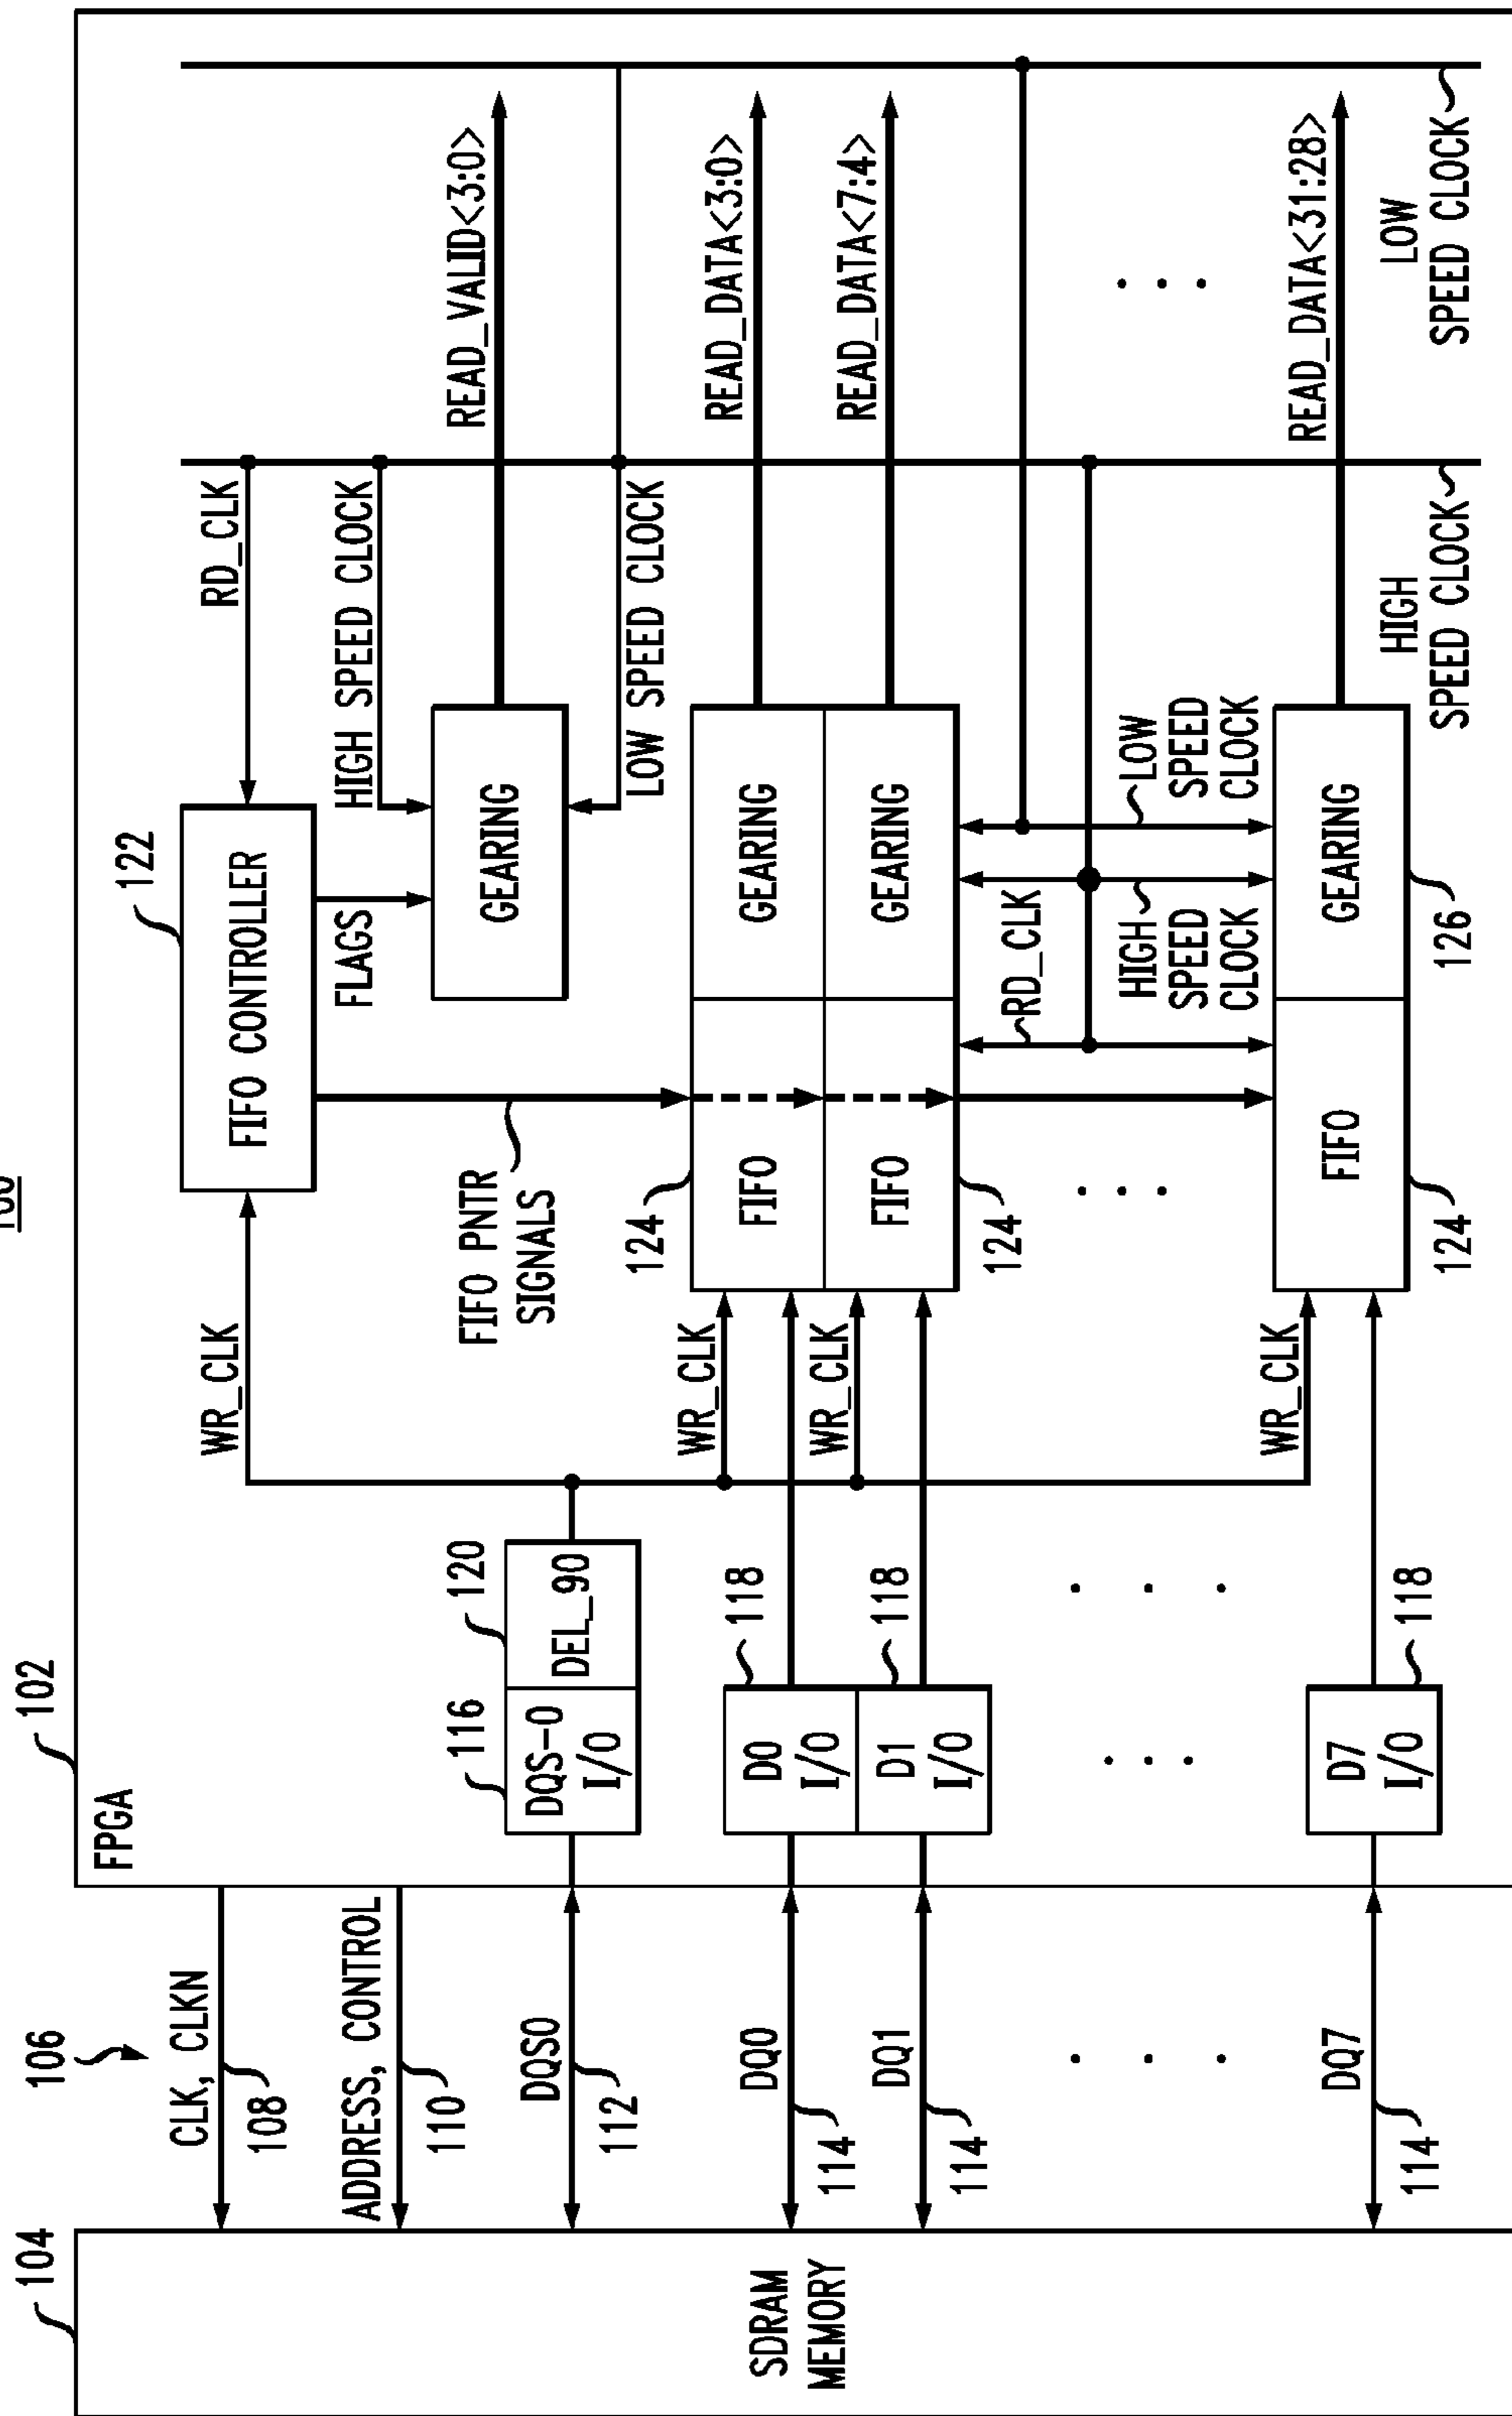 104
106
102
CLK, CLKN
108
ADDRESS, CONTROL
110
DQS0
112
DQ0
114
DQ1
114
DQ7
114
SDRAM
MEMORY
FPGA
116
120
DQS-0
I/O
DEL_90
D0
I/O
118
D1
I/O
118
D7
I/O
118
WR_CLK
WR_CLK
WR_CLK
WR_CLK
122
FIFO CONTROLLER
RD_CLK
FLAGS
HIGH SPEED CLOCK
FIFO PNTR
SIGNALS
GEARING
READ_VALID<3:0>
LOW SPEED CLOCK
124
FIFO
GEARING
READ_DATA<3:0>
FIFO
GEARING
READ_DATA<7:4>
124
RD_CLK
HIGH
SPEED
CLOCK
LOW
SPEED
CLOCK
FIFO
GEARING
READ_DATA<31:28>
124
126
HIGH
SPEED CLOCK
LOW
SPEED CLOCK